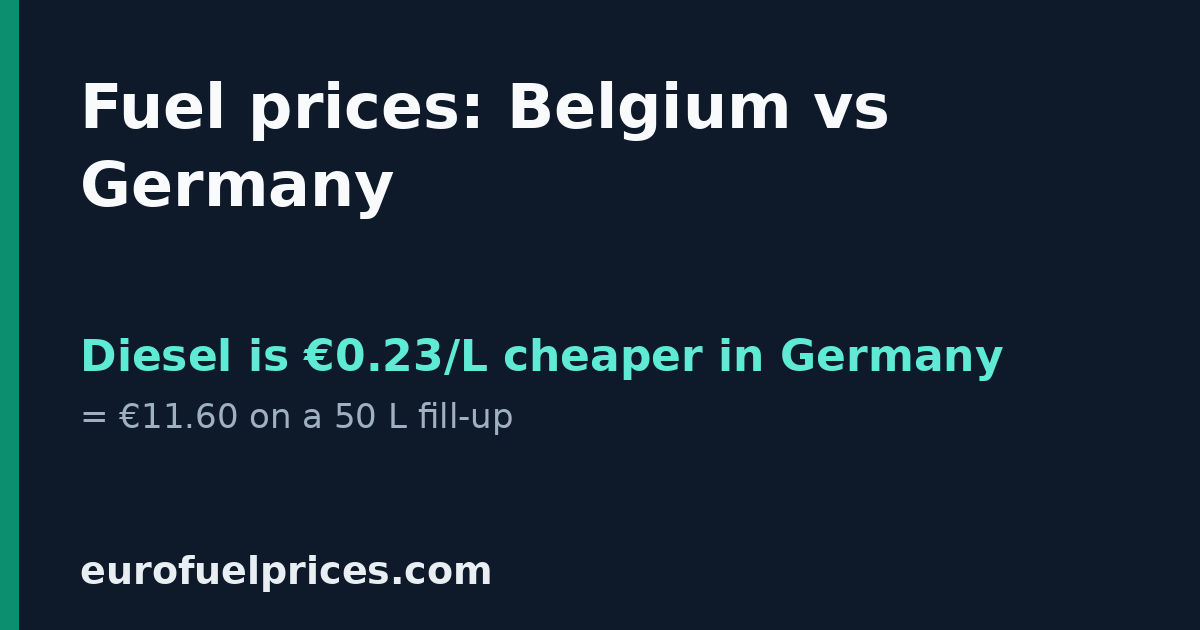 Fuel prices: Belgium vs
Germany
Diesel is €0.23/L cheaper in Germany
= €11.60 on a 50 L fill-up
eurofuelprices.com